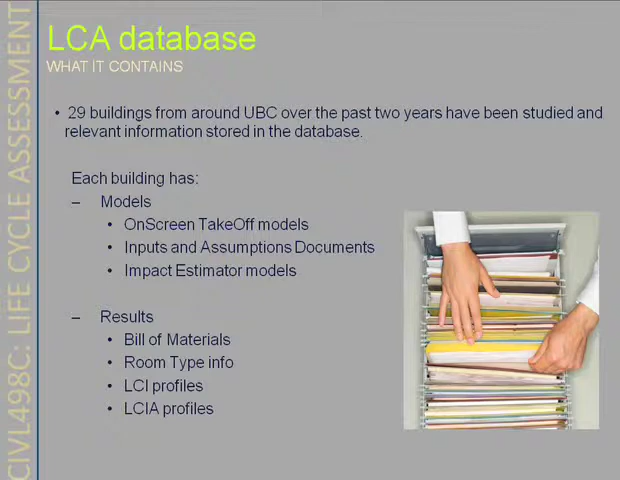 LCA database
WHAT IT CONTAINS
• 29 buildings from around UBC over the past two years have been studied and
relevant information stored in the database.
Each building has:
– Models
• OnScreen TakeOff models
• Inputs and Assumptions Documents
• Impact Estimator models
– Results
• Bill of Materials
• Room Type info
• LCI profiles
• LCIA profiles
CIVL498C: LIFE CYCLE ASSESSMENT